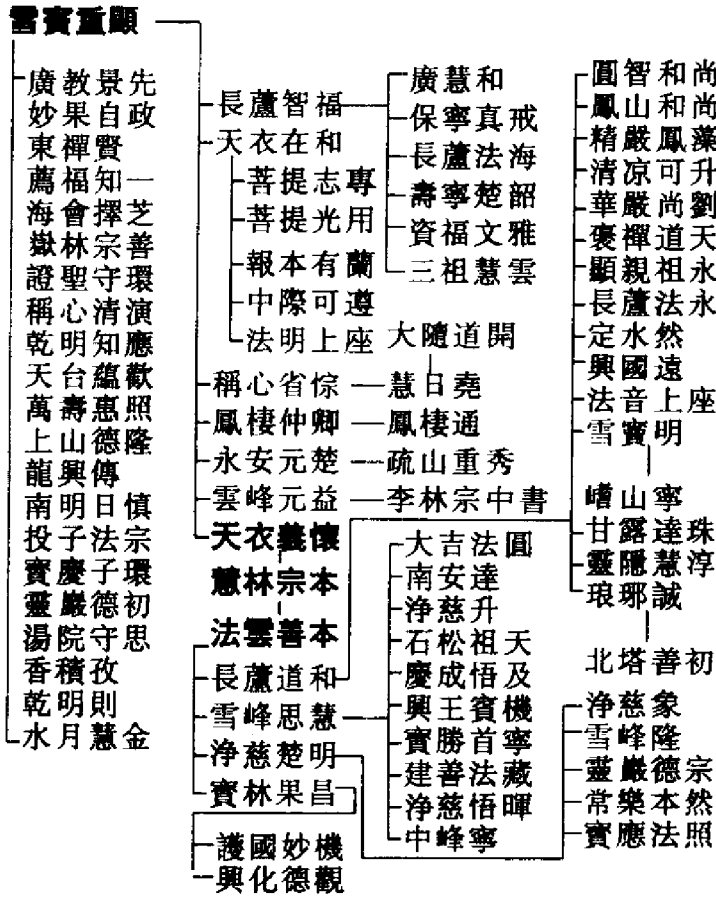 雪竇重顯
廣教景先
妙果自政
東禪賢
薦福知一
海會擇芝
嶽林宗善
證聖守環
稱心清演
乾明知應
天台蘊歡
萬壽惠照
上山德隆
龍興傳
南明日慎
投子法宗
寶慶子環
靈巖德初
湯院守思
香積孜
乾明則
水月慧金
長蘆智福
天衣在和
菩提志專
菩提光用
報本有蘭
中際可遵
法明上座
稱心省倧
鳳棲仲卿
永安元楚
雲峰元益
天衣義懷
慧林宗本
法雲善本
長蘆道和
雪峰思慧
淨慈楚明
寶林果昌
護國妙機
興化德觀
廣慧和
保寧真戒
長蘆法海
壽寧楚韶
資福文雅
三祖慧雲
大隨道開
慧日堯
鳳棲通
疏山重秀
李林宗中書
大吉法圓
南安達
淨慈升
石松祖天
慶成悟及
興王賓機
寶勝首寧
建善法藏
淨慈悟暉
中峰寧
圓智和尚
鳳山和尚
精嚴鳳藻
清凉可升
華嚴尚劉
褒禪道天
顯親祖永
長蘆法永
定水然
興國遠
法音上座
雪竇明
嶓山寧
甘露達珠
靈隱慧淳
琅琊誠
北塔善初
淨慈象
雪峰隆
靈巖德宗
常樂本然
寶應法照